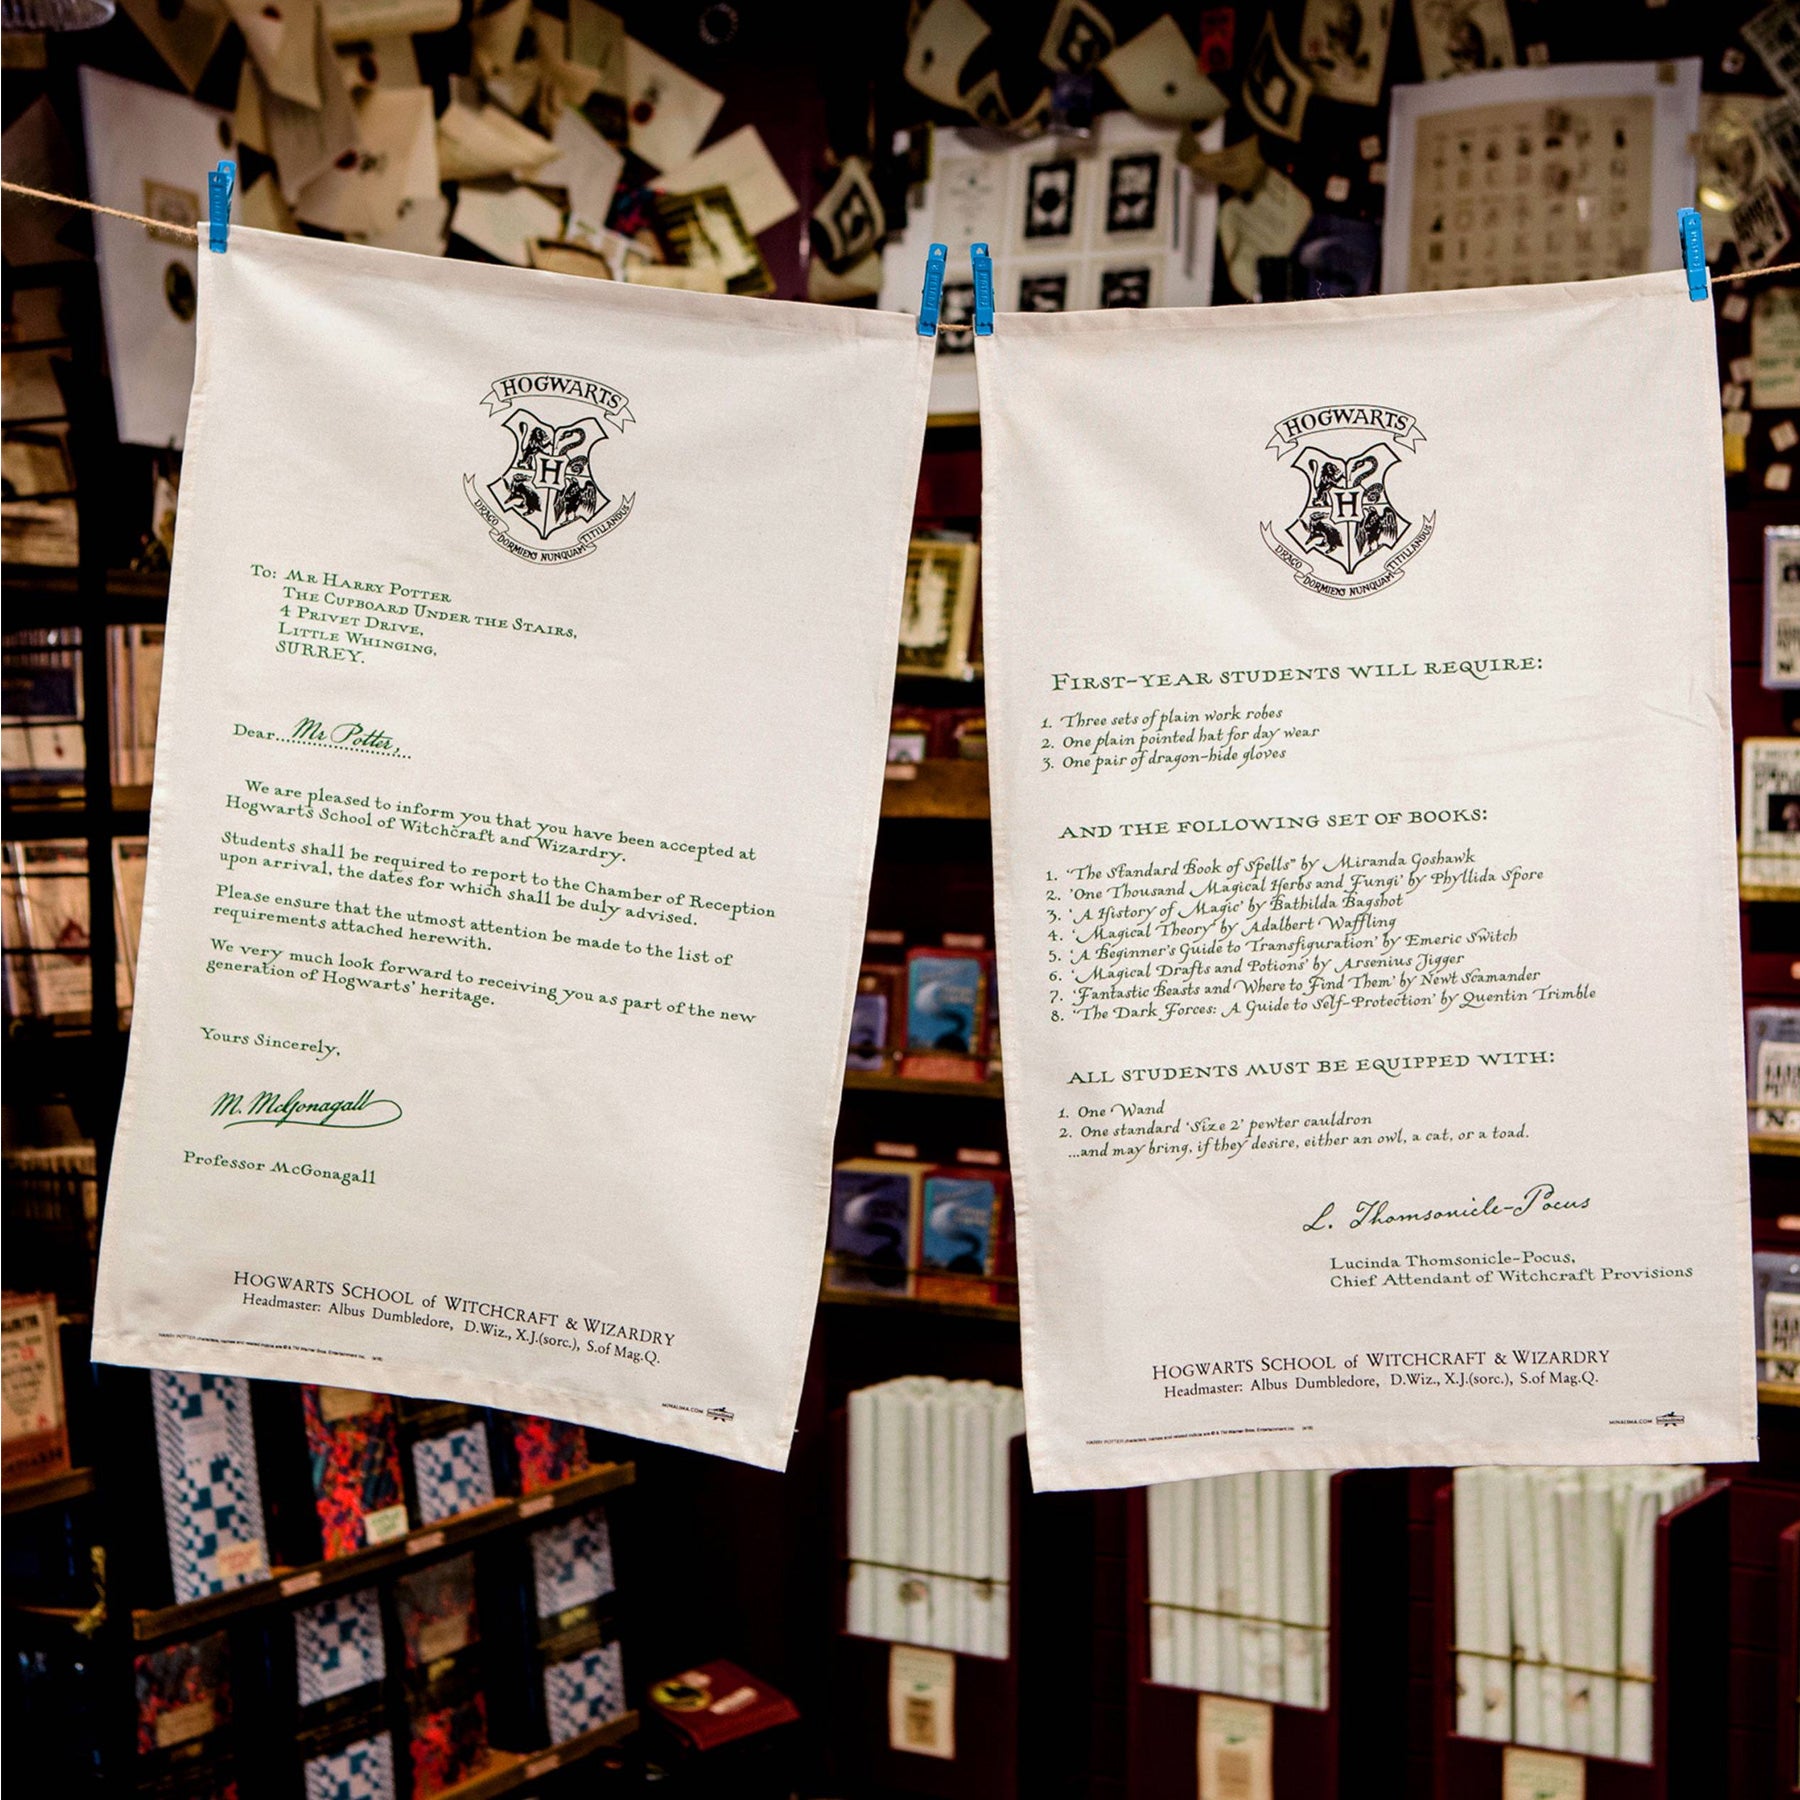 HOGWARTS
H
DRACO DORMIENS NUNQUAM TITILLANDUS
To: Mr Harry Potter
The Cupboard Under the Stairs,
4 Privet Drive,
Little Whinging,
SURREY.
Dear...Mr Potter,
We are pleased to inform you that you have been accepted at
Hogwarts School of Witchcraft and Wizardry.
Students shall be required to report to the Chamber of Reception
upon arrival, the dates for which shall be duly advised.
Please ensure that the utmost attention be made to the list of
requirements attached herewith.
We very much look forward to receiving you as part of the new
generation of Hogwarts' heritage.
Yours Sincerely,
M. McGonagall
Professor McGonagall
HOGWARTS SCHOOL of WITCHCRAFT & WIZARDRY
Headmaster: Albus Dumbledore, D.Wiz., X.J.(sorc.), S.of Mag.Q.
MINALIMA.COM
HOGWARTS
H
DRACO DORMIENS NUNQUAM TITILLANDUS
First-year students will require:
1. Three sets of plain work robes
2. One plain pointed hat for day wear
3. One pair of dragon-hide gloves
and the following set of books:
1. 'The Standard Book of Spells" by Miranda Goshawk
2. 'One Thousand Magical Herbs and Fungi' by Phyllida Spore
3. 'A History of Magic' by Bathilda Bagshot
4. 'Magical Theory' by Adalbert Waffling
5. 'A Beginner's Guide to Transfiguration' by Emeric Switch
6. 'Magical Drafts and Potions' by Arsenius Jigger
7. 'Fantastic Beasts and Where to Find Them' by Newt Scamander
8. 'The Dark Forces: A Guide to Self-Protection' by Quentin Trimble
all students must be equipped with:
1. One Wand
2. One standard 'Size 2' pewter cauldron
...and may bring, if they desire, either an owl, a cat, or a toad.
L. Thomsonicle-Pocus
Lucinda Thomsonicle-Pocus,
Chief Attendant of Witchcraft Provisions
HOGWARTS SCHOOL of WITCHCRAFT & WIZARDRY
Headmaster: Albus Dumbledore, D.Wiz., X.J.(sorc.), S.of Mag.Q.
MINALIMA.COM